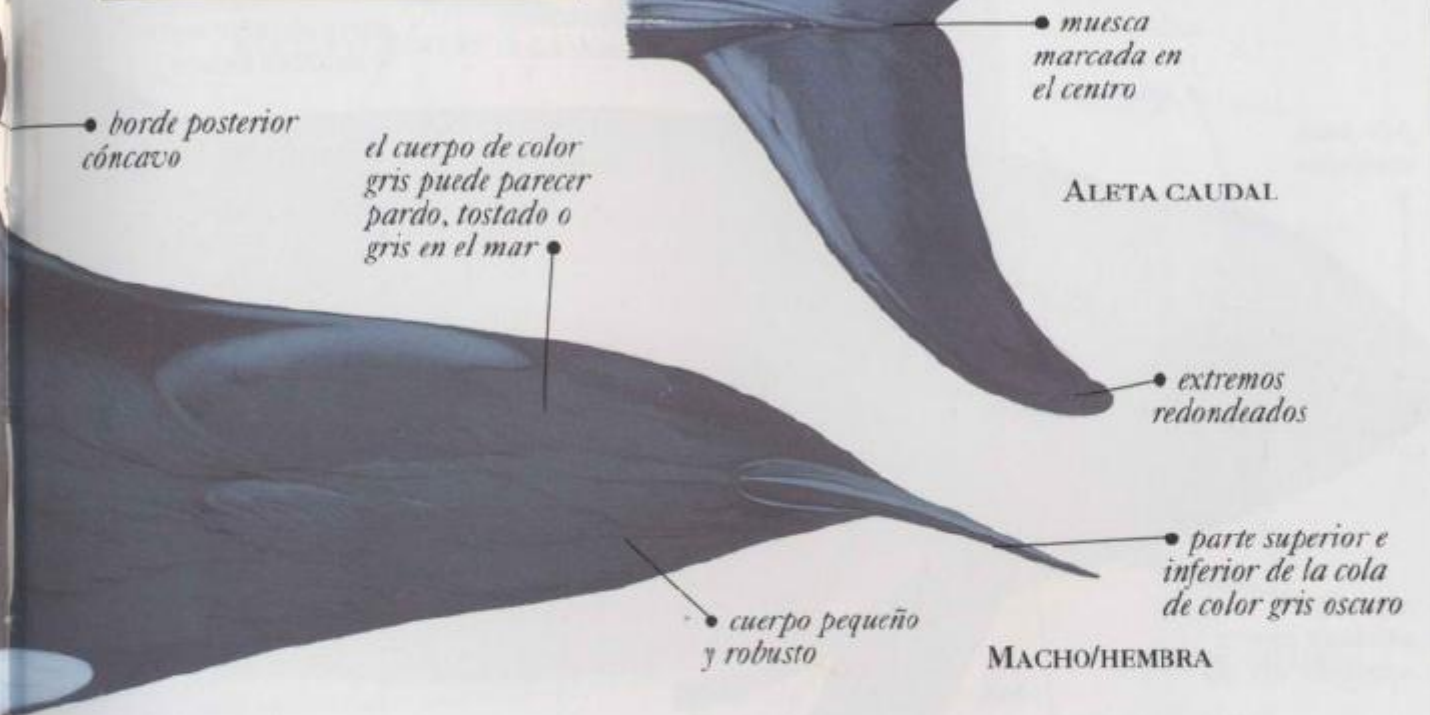 muesca
marcada en
el centro
borde posterior
cóncavo
el cuerpo de color
gris puede parecer
pardo, tostado o
gris en el mar
ALETA CAUDAL
extremos
redondeados
parte superior e
inferior de la cola
de color gris oscuro
cuerpo pequeño
y robusto
MACHO/HEMBRA